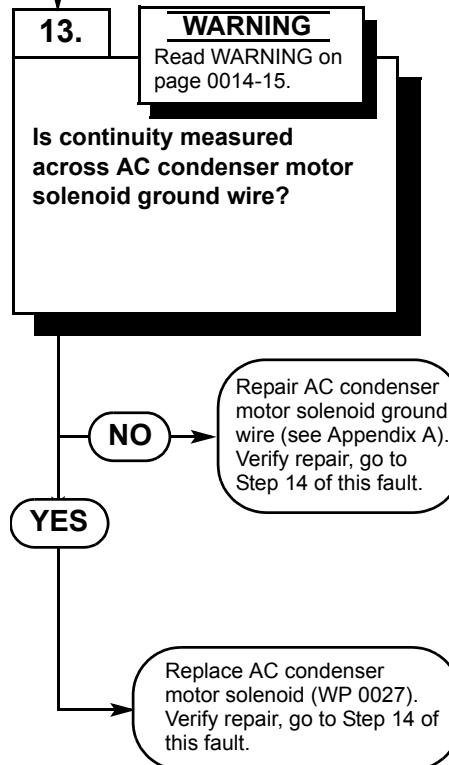 13.
WARNING
Read WARNING on
page 0014-15.
Is continuity measured
across AC condenser motor
solenoid ground wire?
NO
Repair AC condenser
motor solenoid ground
wire (see Appendix A).
Verify repair, go to
Step 14 of this fault.
YES
Replace AC condenser
motor solenoid (WP 0027).
Verify repair, go to Step 14 of
this fault.